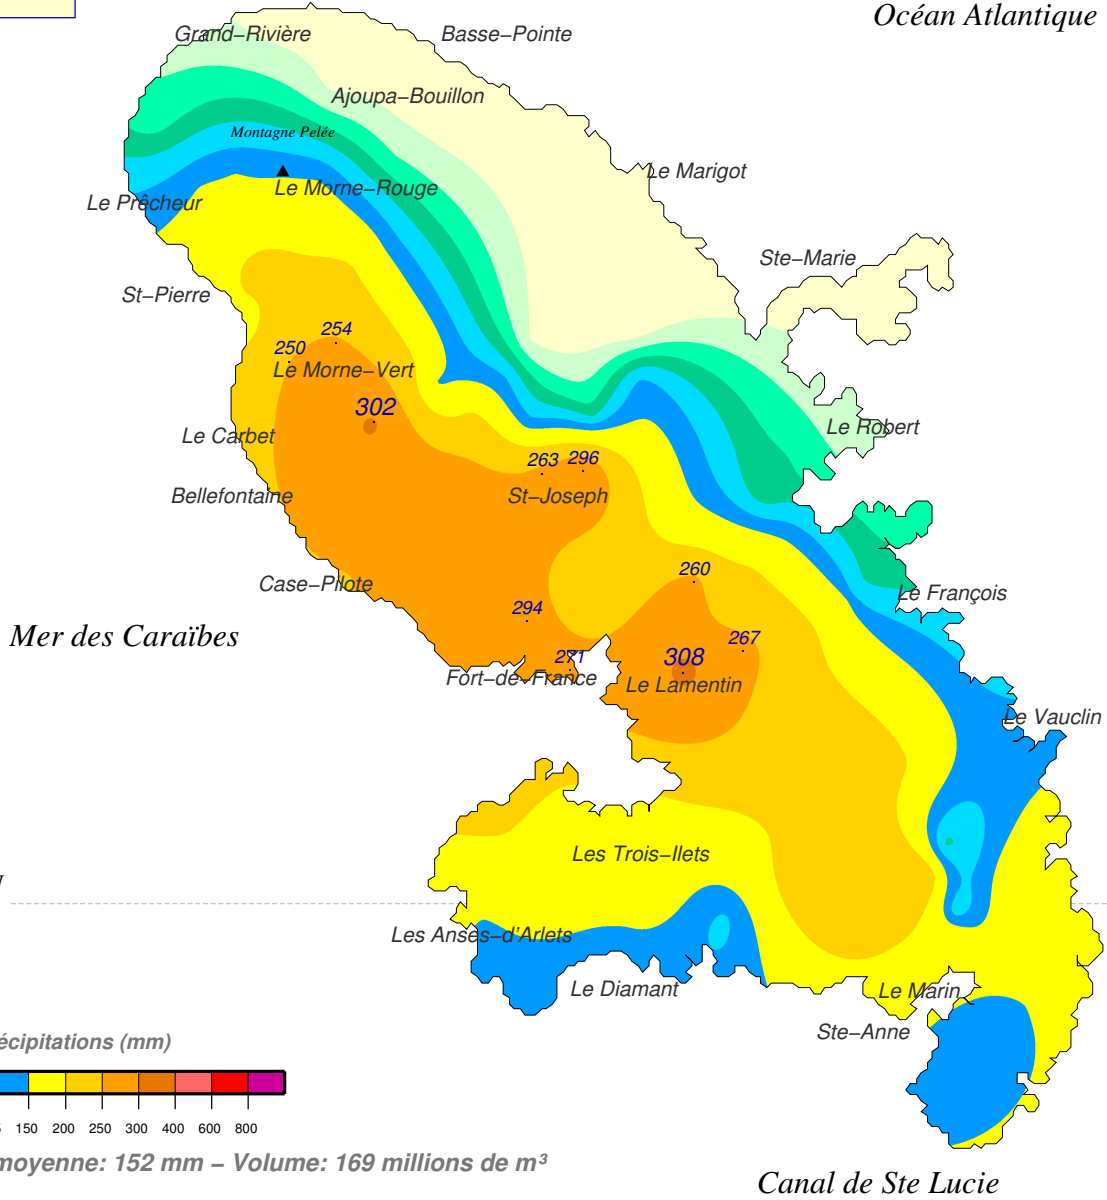 Océan Atlantique
Grand–Rivière
Basse–Pointe
Ajoupa–Bouillon
Montagne Pelée
Le Marigot
Le Morne–Rouge
Le Prêcheur
Ste–Marie
St–Pierre
254
250
Le Morne–Vert
302
Le Robert
Le Carbet
263
296
Bellefontaine
St–Joseph
260
Case–Pilote
Le François
294
Mer des Caraïbes
267
271
308
Fort–de–France
Le Lamentin
Le Vauclin
Les Trois–Ilets
Les Anses–d'Arlets
Le Diamant
Le Marin
Ste–Anne
écipitations (mm)
150 200 250 300 400 600 800
moyenne: 152 mm – Volume: 169 millions de m³
Canal de Ste Lucie